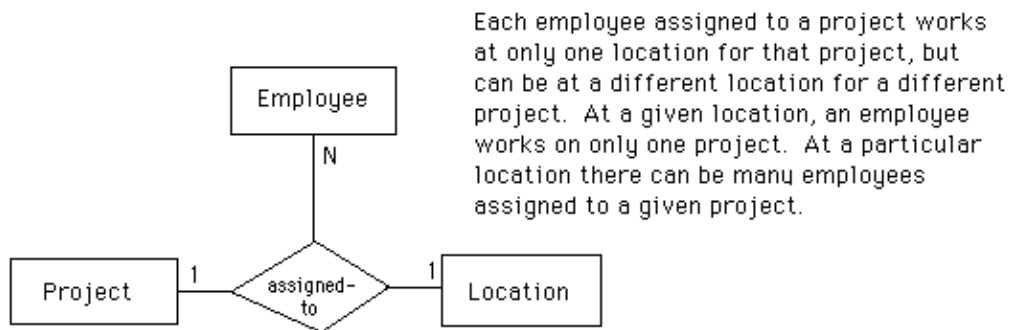 Each employee assigned to a project works
at only one location for that project, but
can be at a different location for a different
project. At a given location, an employee
works on only one project. At a particular
location there can be many employees
assigned to a given project.
Employee
N
Project
1
assigned-
to
1
Location